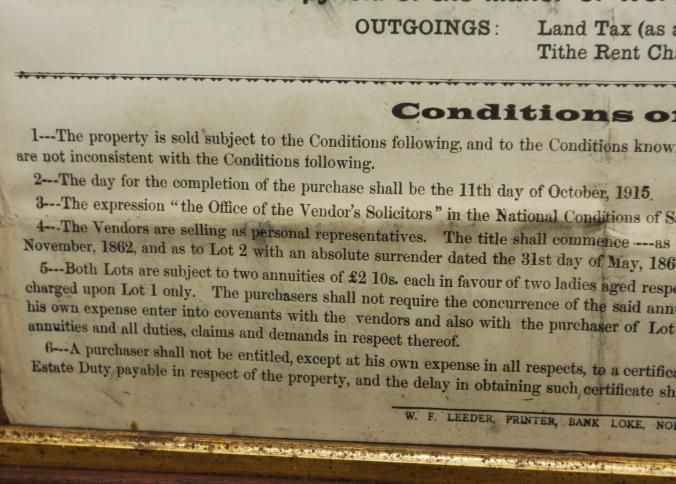 OUTGOINGS: Land Tax (as a
Tithe Rent Cha
Conditions o
1---The property is sold subject to the Conditions following, and to the Conditions know
are not inconsistent with the Conditions following.
2---The day for the completion of the purchase shall be the 11th day of October, 1915.
3---The expression "the Office of the Vendor's Solicitors" in the National Conditions of S
4---The Vendors are selling as personal representatives. The title shall commence ----as
November, 1862, and as to Lot 2 with an absolute surrender dated the 31st day of May, 186
5---Both Lots are subject to two annuities of £2 10s. each in favour of two ladies aged respe
charged upon Lot 1 only. The purchasers shall not require the concurrence of the said ann
his own expense enter into covenants with the vendors and also with the purchaser of Lot
annuities and all duties, claims and demands in respect thereof.
6---A purchaser shall not be entitled, except at his own expense in all respects, to a certifica
Estate Duty payable in respect of the property, and the delay in obtaining such certificate sh
W. F. LEEDER, PRINTER, BANK LOKE, NO